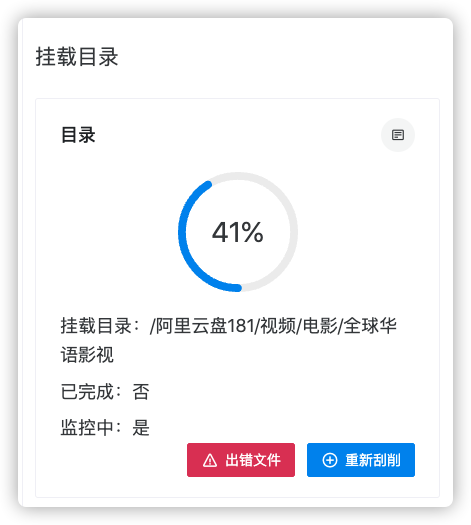 挂载目录
目录
41%
挂载目录：/阿里云盘181/视频/电影/全球华
语影视
已完成：否
监控中：是
出错文件
重新刮削